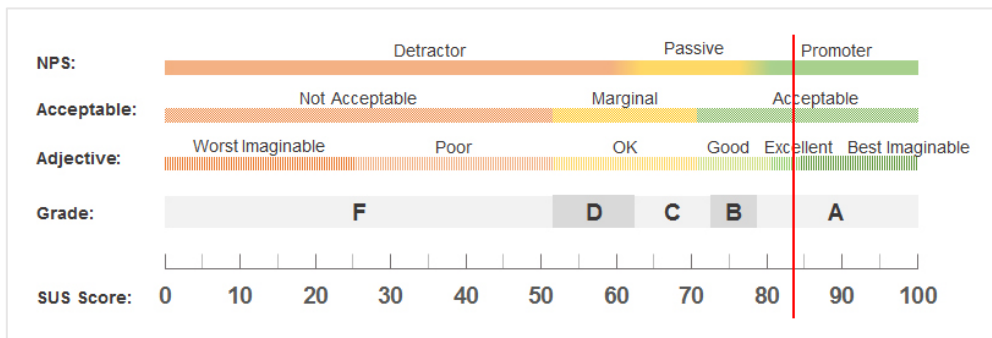 NPS: Detractor Passive Promoter
Acceptable: Not Acceptable Marginal Acceptable
Adjective: Worst Imaginable Poor OK Good Excellent Best Imaginable
Grade: F D C B A
SUS Score: 0 10 20 30 40 50 60 70 80 90 100